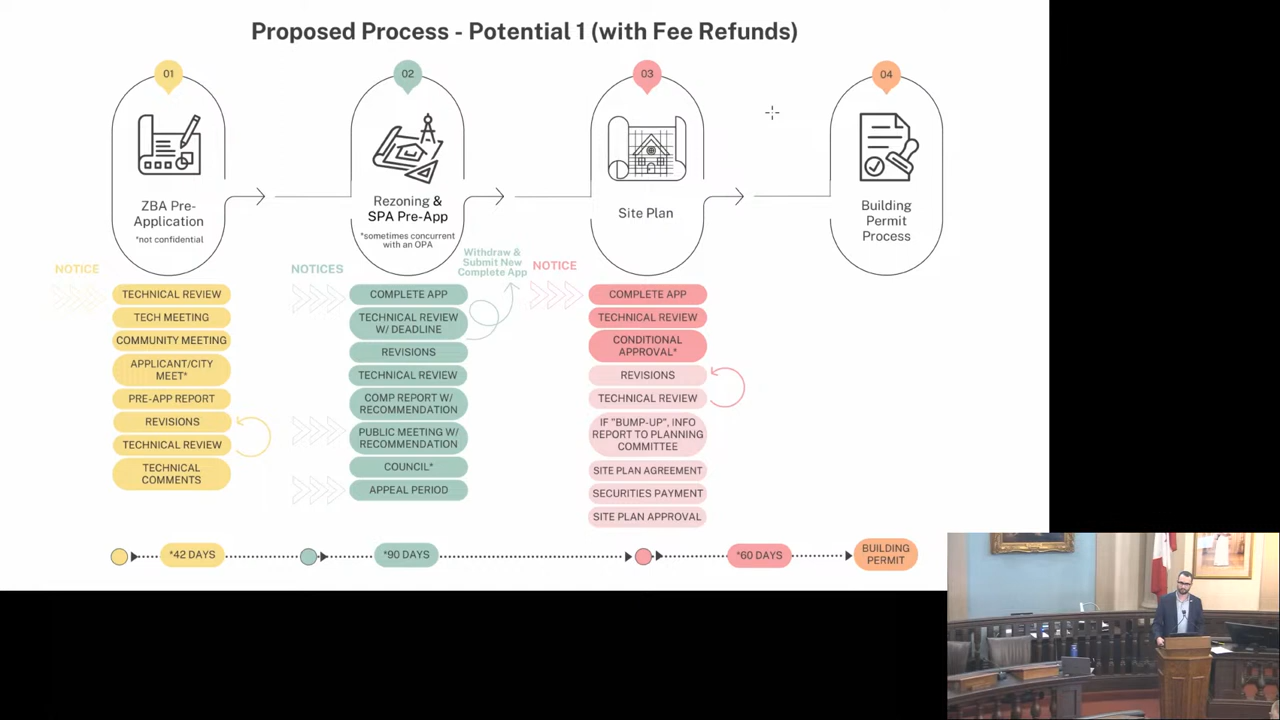 Proposed Process - Potential 1 (with Fee Refunds)
01
ZBA Pre-
Application
*not confidential
NOTICE
TECHNICAL REVIEW
TECH MEETING
COMMUNITY MEETING
APPLICANT/CITY
MEET*
PRE-APP REPORT
REVISIONS
TECHNICAL REVIEW
TECHNICAL
COMMENTS
02
Rezoning &
SPA Pre-App
*sometimes concurrent
with an OPA
NOTICES
Withdraw &
Submit New
Complete App
COMPLETE APP
TECHNICAL REVIEW
W/ DEADLINE
REVISIONS
TECHNICAL REVIEW
COMP REPORT W/
RECOMMENDATION
PUBLIC MEETING W/
RECOMMENDATION
COUNCIL*
APPEAL PERIOD
03
Site Plan
NOTICE
COMPLETE APP
TECHNICAL REVIEW
CONDITIONAL
APPROVAL*
REVISIONS
TECHNICAL REVIEW
IF "BUMP-UP", INFO
REPORT TO PLANNING
COMMITTEE
SITE PLAN AGREEMENT
SECURITIES PAYMENT
SITE PLAN APPROVAL
04
Building
Permit
Process
*42 DAYS
*90 DAYS
*60 DAYS
BUILDING
PERMIT